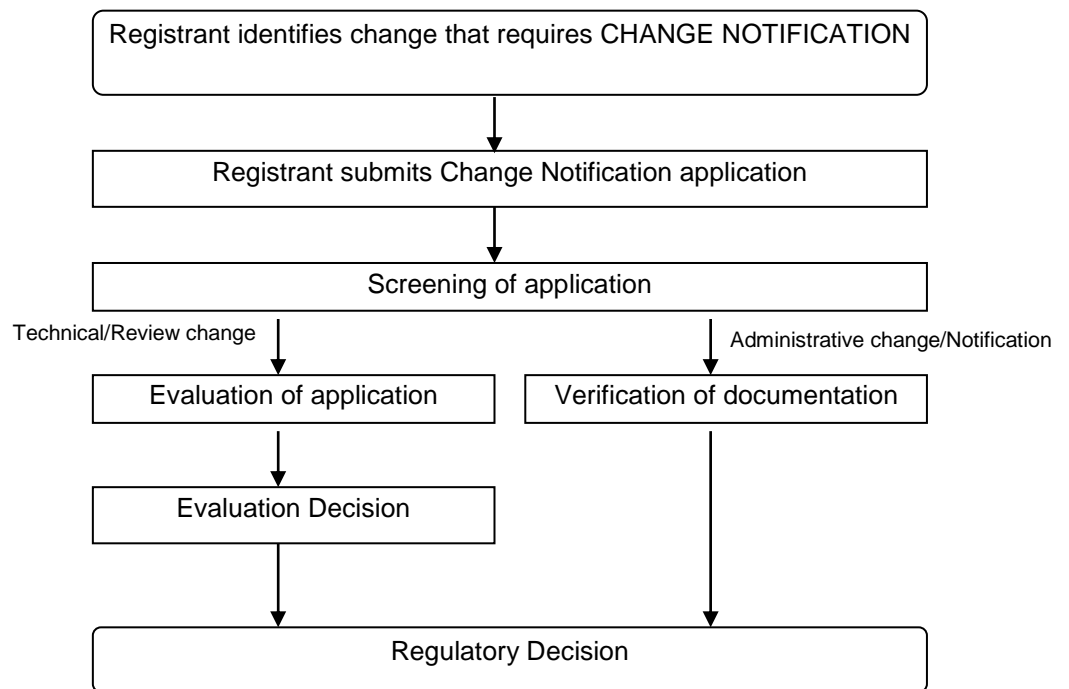 Registrant identifies change that requires CHANGE NOTIFICATION
Registrant submits Change Notification application
Screening of application
Technical/Review change
Administrative change/Notification
Evaluation of application
Verification of documentation
Evaluation Decision
Regulatory Decision